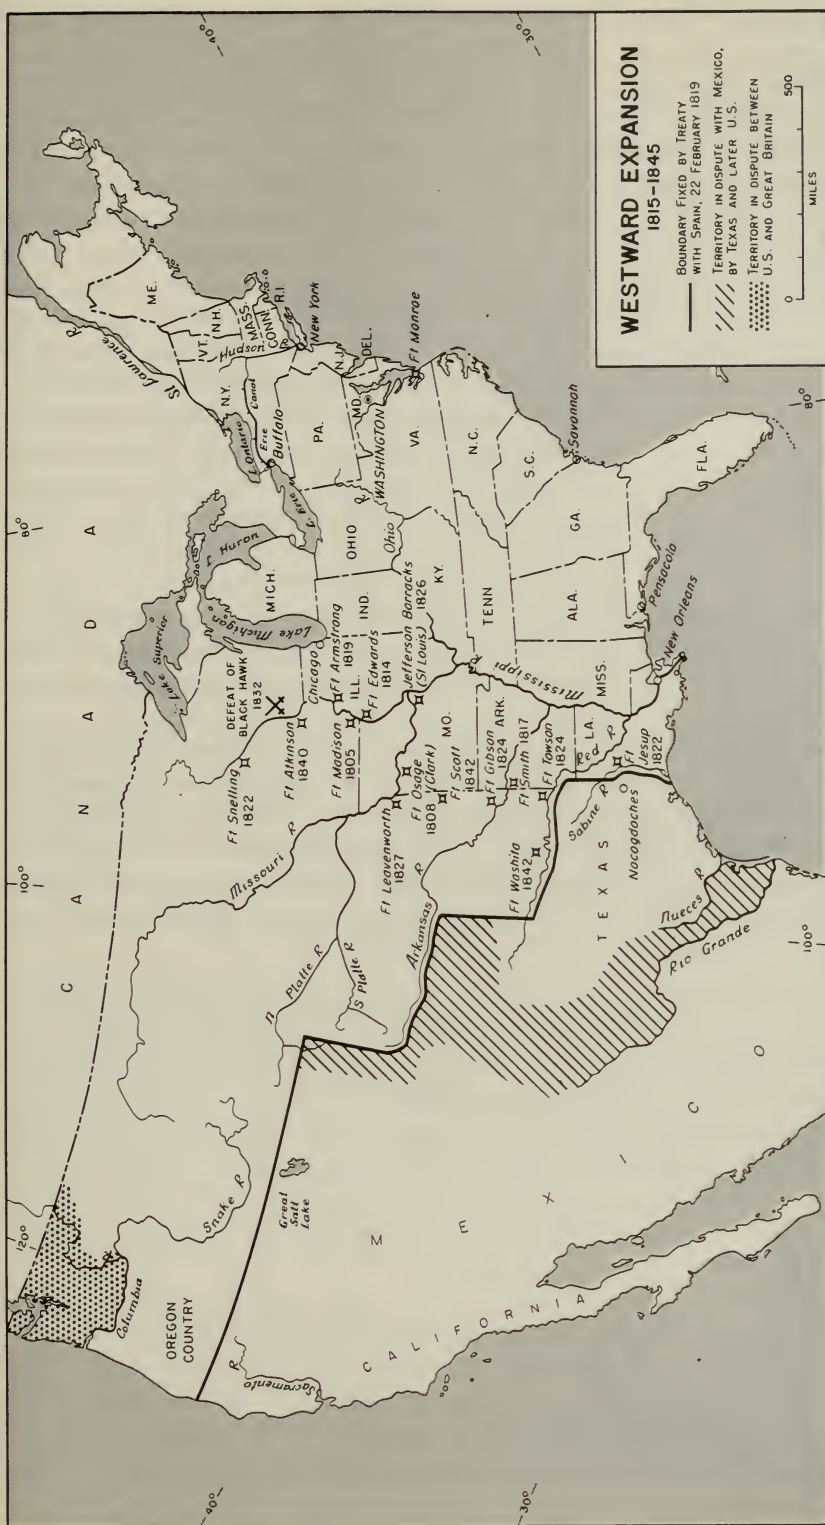 WESTWARD EXPANSION
1815–1845
BOUNDARY FIXED BY TREATY
WITH SPAIN, 22 FEBRUARY 1819
TERRITORY IN DISPUTE WITH MEXICO,
BY TEXAS AND LATER U.S.
TERRITORY IN DISPUTE BETWEEN
U.S. AND GREAT BRITAIN
0
500
MILES
120°
100°
80°
40°
40°
30°
30°
100°
80°
C A N A D A
OREGON
COUNTRY
Columbia
R
Snake R
Missouri R
N Platte R
S Platte R
Great
Salt
Lake
Sacramento
R
CALIFORNIA
MEXICO
Arkansas R
TEXAS
Nacogdoches
Sabine R
Nueces R
Rio Grande
Red R
Ft Snelling
1822
DEFEAT OF
BLACK HAWK
1832
Ft Atkinson
1840
Ft Madison
1805
Ft Armstrong
1819
Ft Edwards
1814
Jefferson Barracks
(St Louis) 1826
Ft Leavenworth
1827
Ft Osage
1808 (Clark)
Ft Scott
1842
Ft Gibson
1824
Ft Smith 1817
Ft Towson
1824
Ft Washita
1842
Ft
Jesup
1822
Lake Superior
Lake Michigan
L Huron
L Erie
L Ontario
Erie Canal
Buffalo
Chicago
MICH.
ILL.
IND.
OHIO
Ohio
R
KY.
TENN
MO.
ARK.
LA.
MISS.
Mississippi
R
ALA.
GA.
FLA.
S.C.
N.C.
VA.
PA.
MD.
DEL.
N.J.
N.Y.
VT.
N.H.
MASS.
CONN.
R.I.
ME.
Hudson
R
St Lawrence R
New York
WASHINGTON
Ft Monroe
Savannah
Pensacola
New Orleans